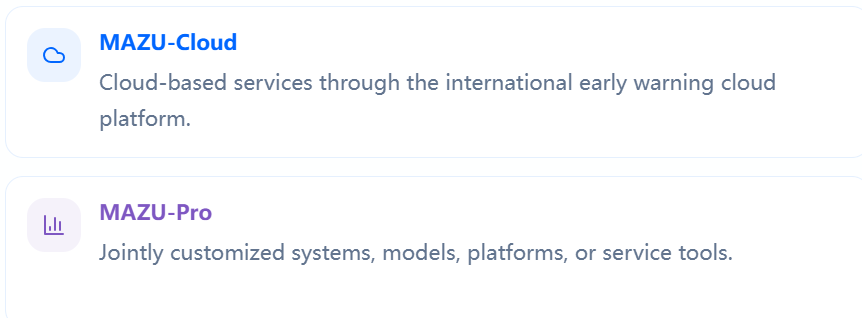 MAZU-Cloud
Cloud-based services through the international early warning cloud
platform.
MAZU-Pro
Jointly customized systems, models, platforms, or service tools.